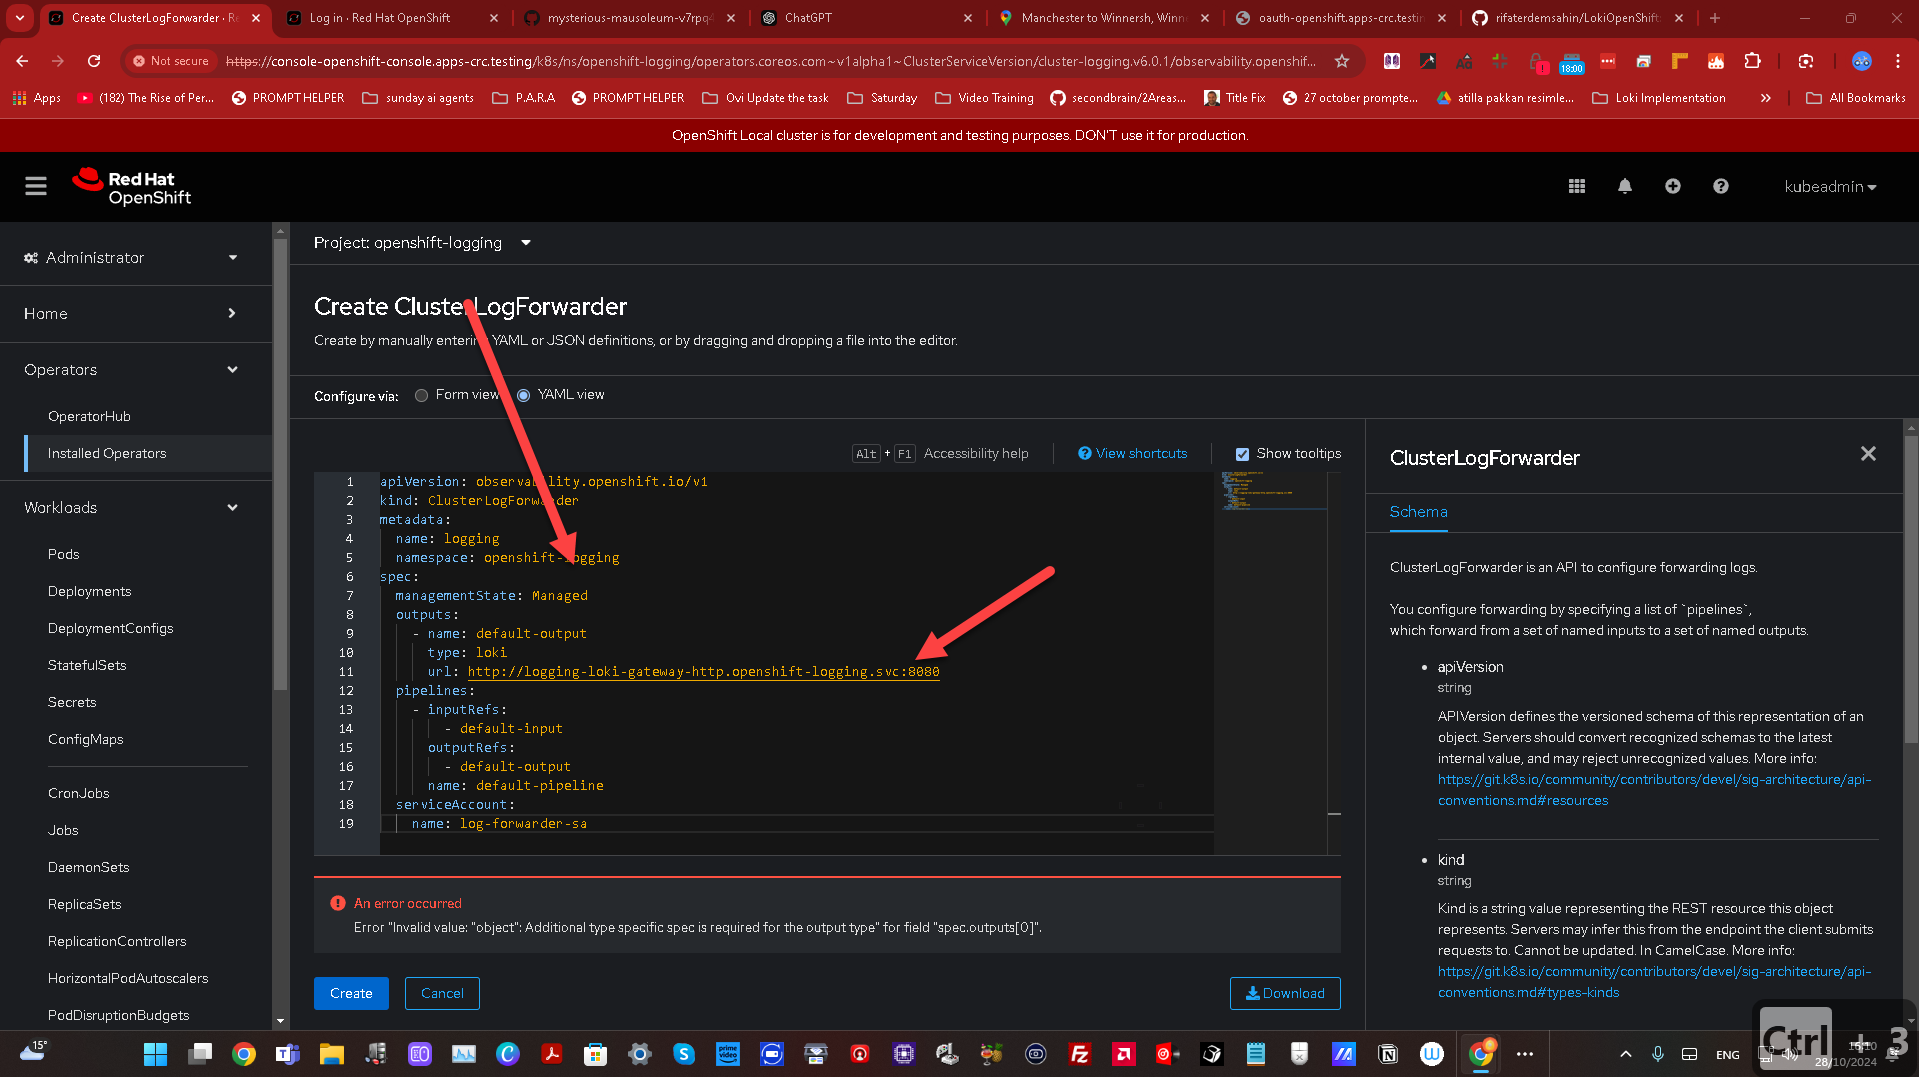 Create ClusterLogForwarder · Re
Log in · Red Hat OpenShift
mysterious-mausoleum-v7rpq4
ChatGPT
Manchester to Winnersh, Winne
oauth-openshift.apps-crc.testin
rifaterdemsahin/LokiOpenShift
Not secure
https://console-openshift-console.apps-crc.testing/k8s/ns/openshift-logging/operators.coreos.com~v1alpha1~ClusterServiceVersion/cluster-logging.v6.0.1/observability.openshif...
18:00
Apps
(182) The Rise of Per...
PROMPT HELPER
sunday ai agents
P.A.R.A
PROMPT HELPER
Ovi Update the task
Saturday
Video Training
secondbrain/2Areas...
Title Fix
27 october prompte...
atilla pakkan resimle...
Loki Implementation
All Bookmarks
OpenShift Local cluster is for development and testing purposes. DON'T use it for production.
Red Hat
OpenShift
kubeadmin
Administrator
Home
Operators
OperatorHub
Installed Operators
Workloads
Pods
Deployments
DeploymentConfigs
StatefulSets
Secrets
ConfigMaps
CronJobs
Jobs
DaemonSets
ReplicaSets
ReplicationControllers
HorizontalPodAutoscalers
PodDisruptionBudgets
Project: openshift-logging
Create ClusterLogForwarder
Create by manually entering YAML or JSON definitions, or by dragging and dropping a file into the editor.
Configure via:
Form view
YAML view
Alt + F1 Accessibility help
View shortcuts
Show tooltips
1 apiVersion: observability.openshift.io/v1
2 kind: ClusterLogForwarder
3 metadata:
4 name: logging
5 namespace: openshift-logging
6 spec:
7 managementState: Managed
8 outputs:
9 - name: default-output
10 type: loki
11 url: http://logging-loki-gateway-http.openshift-logging.svc:8080
12 pipelines:
13 - inputRefs:
14 - default-input
15 outputRefs:
16 - default-output
17 name: default-pipeline
18 serviceAccount:
19 name: log-forwarder-sa
An error occurred
Error "Invalid value: "object": Additional type specific spec is required for the output type" for field "spec.outputs[0]".
Create
Cancel
Download
ClusterLogForwarder
Schema
ClusterLogForwarder is an API to configure forwarding logs.
You configure forwarding by specifying a list of `pipelines`,
which forward from a set of named inputs to a set of named outputs.
• apiVersion
string
APIVersion defines the versioned schema of this representation of an
object. Servers should convert recognized schemas to the latest
internal value, and may reject unrecognized values. More info:
https://git.k8s.io/community/contributors/devel/sig-architecture/api-
conventions.md#resources
• kind
string
Kind is a string value representing the REST resource this object
represents. Servers may infer this from the endpoint the client submits
requests to. Cannot be updated. In CamelCase. More info:
https://git.k8s.io/community/contributors/devel/sig-architecture/api-
conventions.md#types-kinds
Ctrl + 3
15°
ENG
28/10/2024